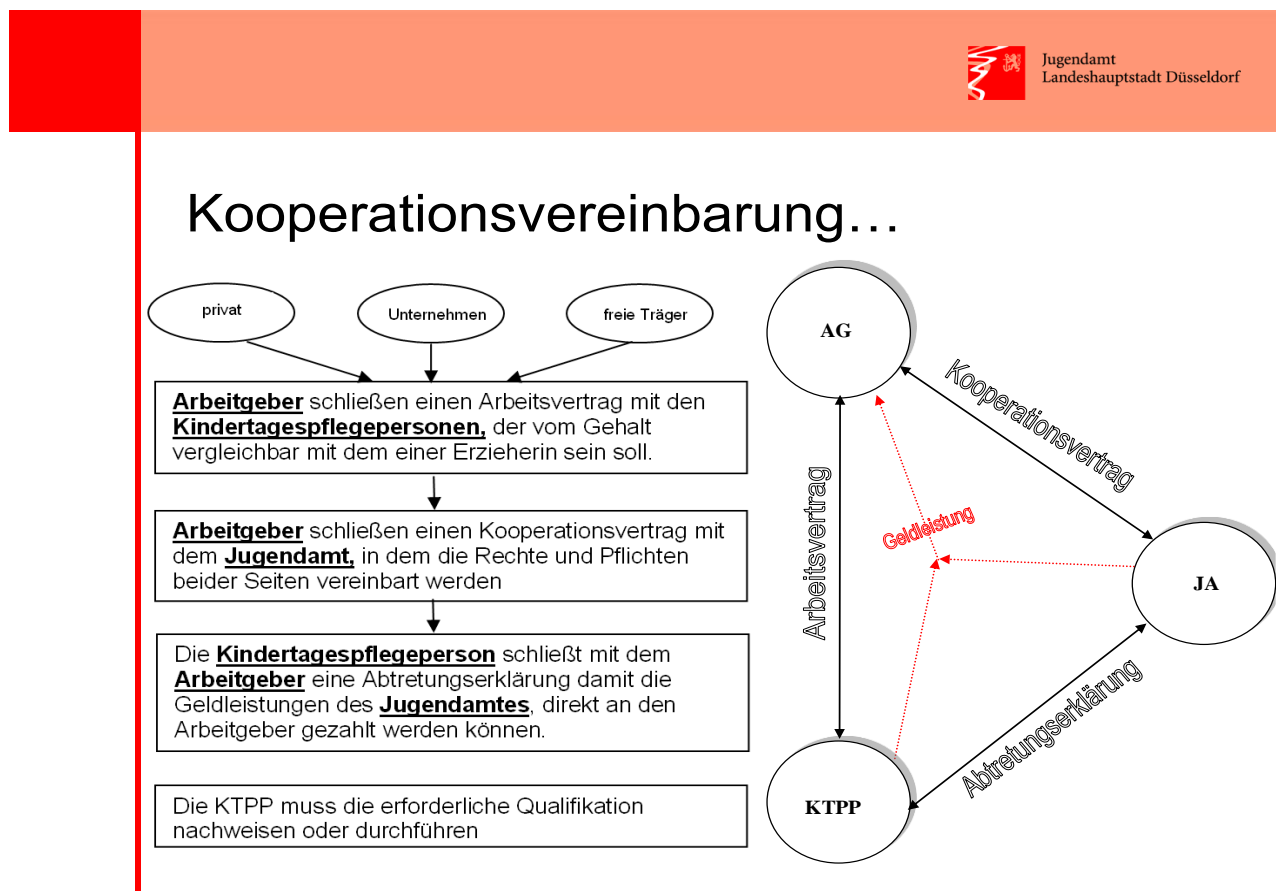 Jugendamt
Landeshauptstadt Düsseldorf
Kooperationsvereinbarung…
privat
Unternehmen
freie Träger
Arbeitgeber schließen einen Arbeitsvertrag mit den
Kindertagespflegepersonen, der vom Gehalt
vergleichbar mit dem einer Erzieherin sein soll.
Arbeitgeber schließen einen Kooperationsvertrag mit
dem Jugendamt, in dem die Rechte und Pflichten
beider Seiten vereinbart werden
Die Kindertagespflegeperson schließt mit dem
Arbeitgeber eine Abtretungserklärung damit die
Geldleistungen des Jugendamtes, direkt an den
Arbeitgeber gezahlt werden können.
Die KTPP muss die erforderliche Qualifikation
nachweisen oder durchführen
AG
Kooperationsvertrag
Arbeitsvertrag
Geldleistung
JA
Abtretungserklärung
KTPP